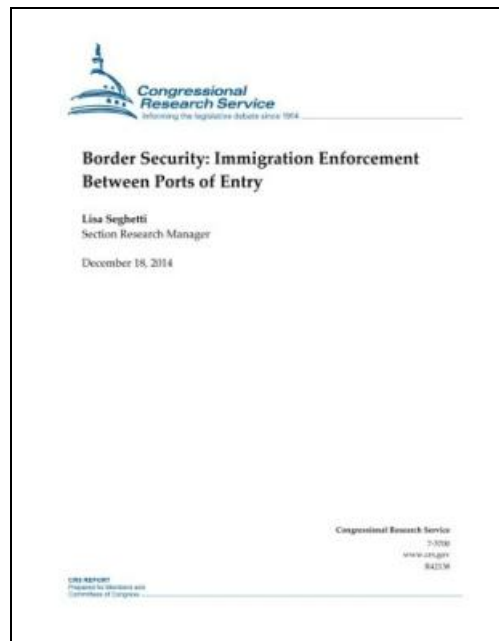 Congressional
Research Service
Informing the legislative debate since 1914
Border Security: Immigration Enforcement
Between Ports of Entry
Lisa Seghetti
Section Research Manager
December 18, 2014
Congressional Research Service
7-5700
www.crs.gov
R42138
CRS REPORT
Prepared for Members and
Committees of Congress